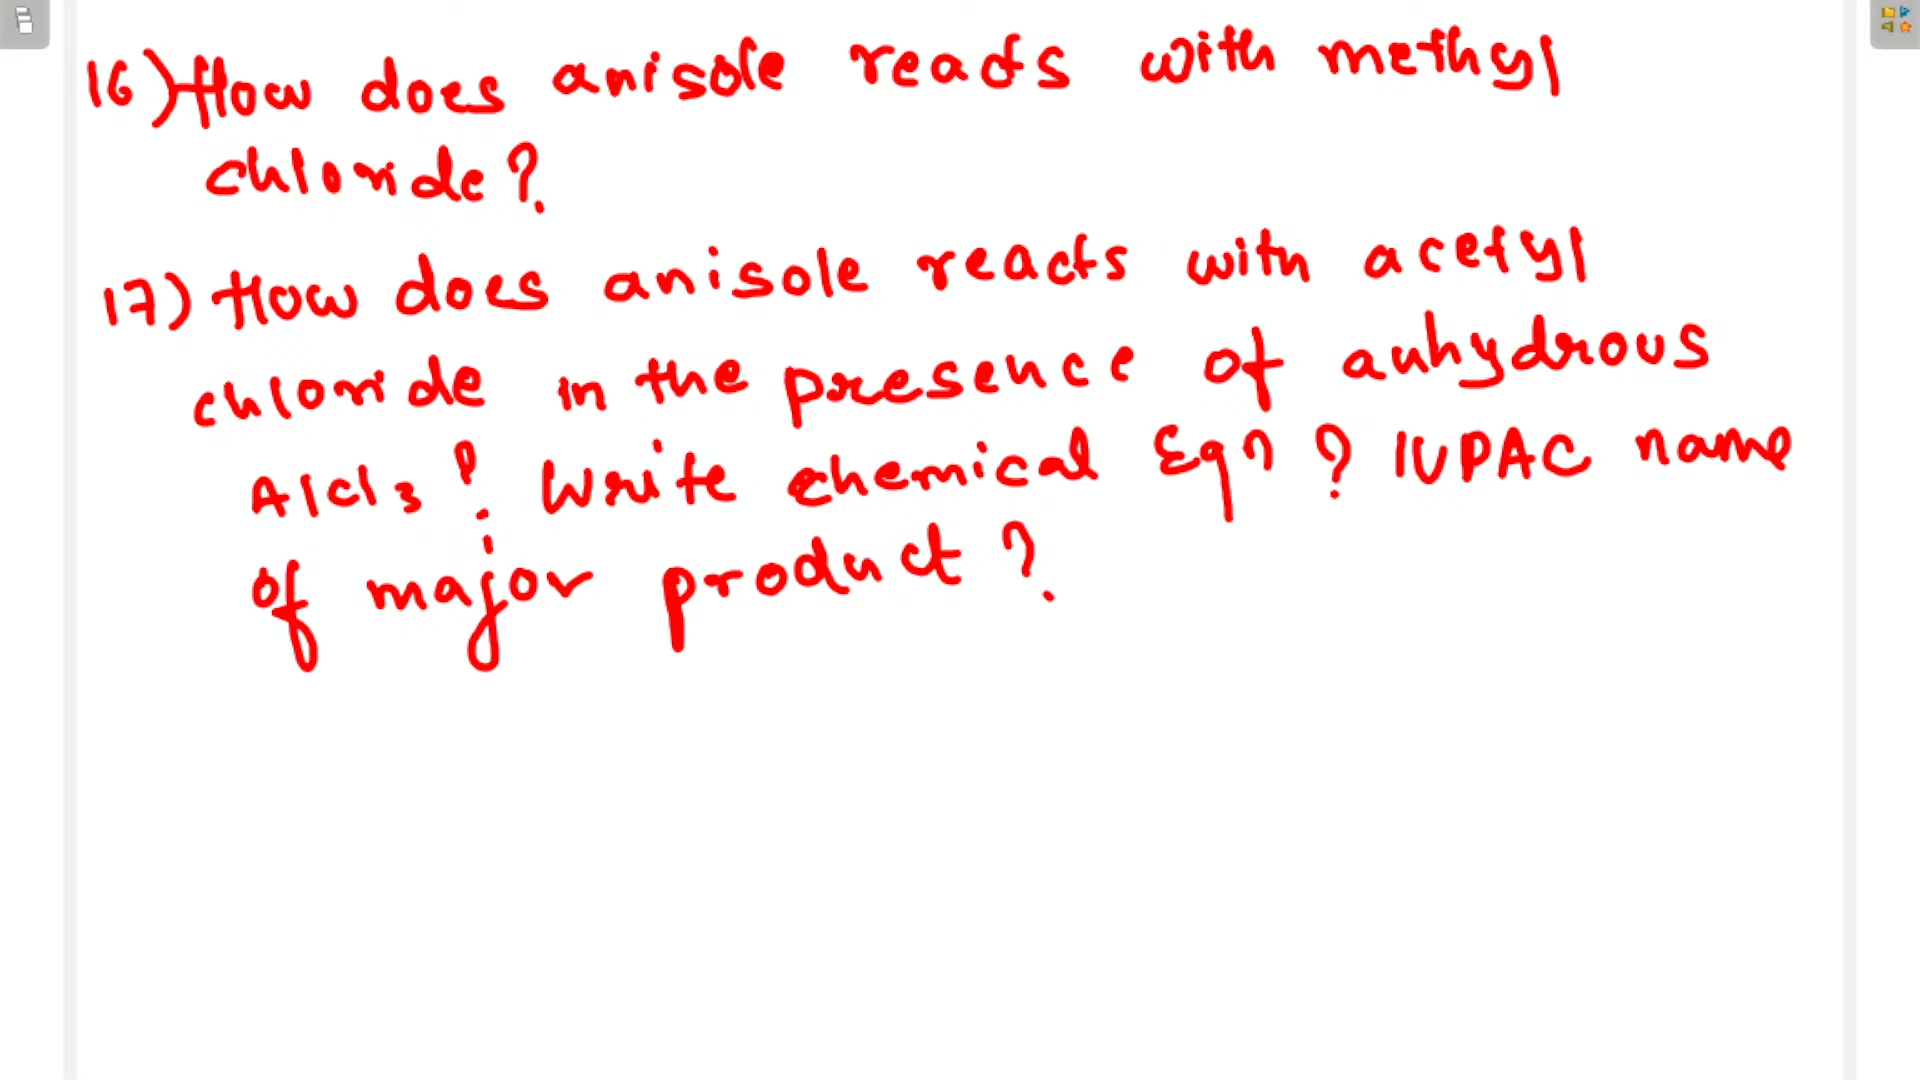 16) How does anisole reacts with methyl
chloride?
17) How does anisole reacts with acetyl
chloride in the presence of anhydrous
AlCl3? Write chemical Eqn? IUPAC name
of major product?